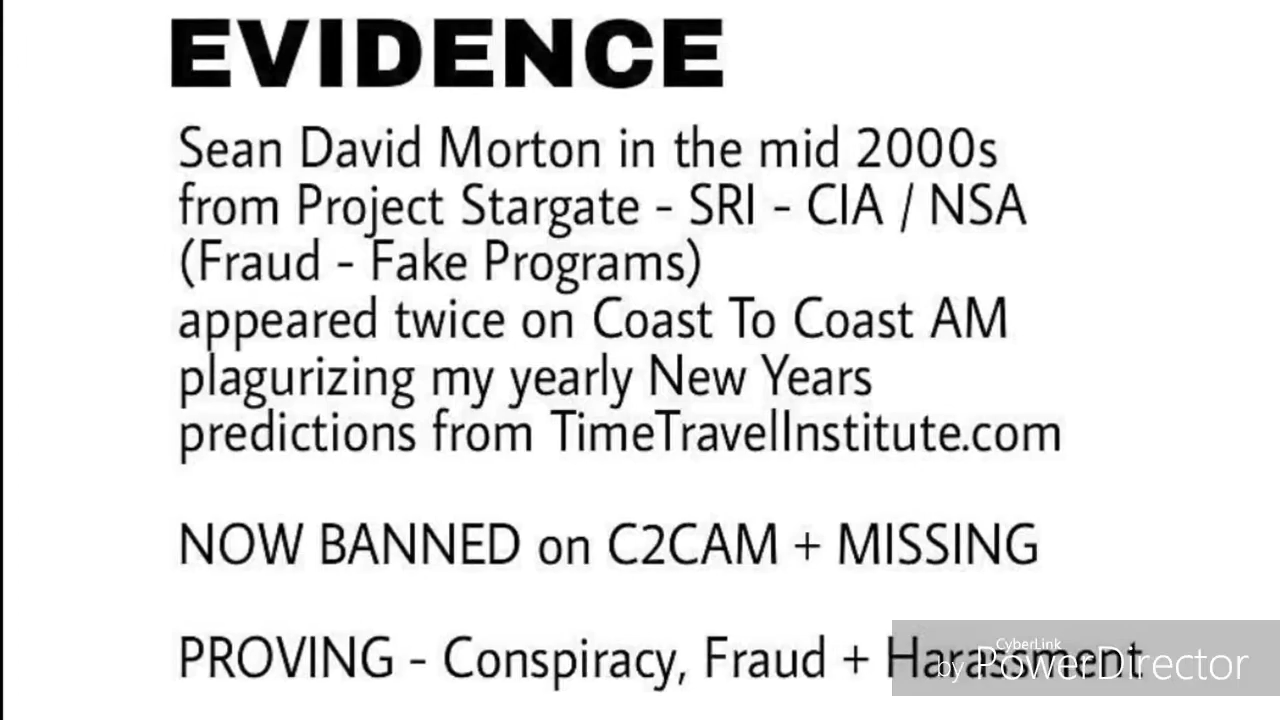 EVIDENCE
Sean David Morton in the mid 2000s
from Project Stargate - SRI - CIA / NSA
(Fraud - Fake Programs)
appeared twice on Coast To Coast AM
plagurizing my yearly New Years
predictions from TimeTravelInstitute.com
NOW BANNED on C2CAM + MISSING
PROVING - Conspiracy, Fraud + Harassment
CyberLink
by PowerDirector